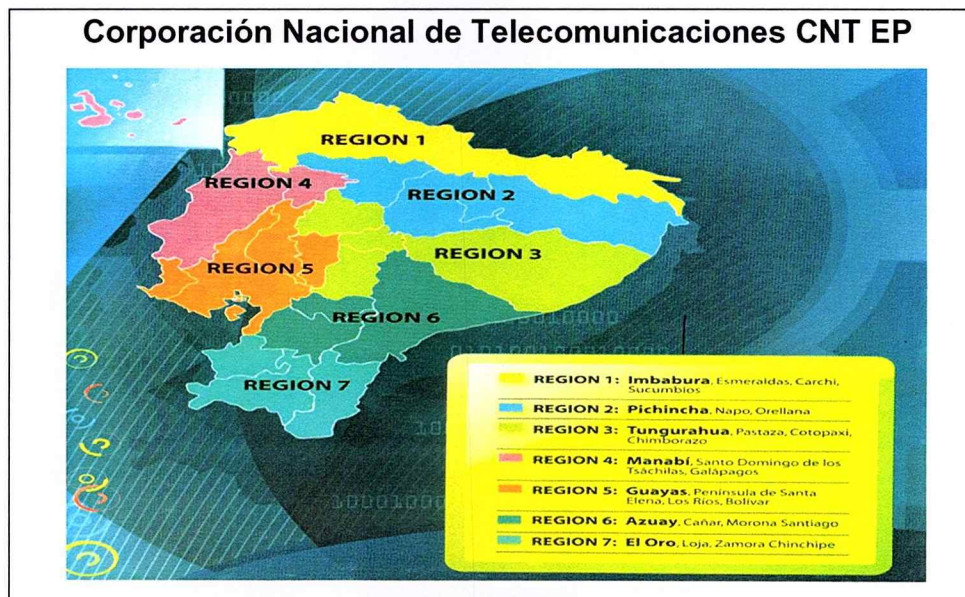 Corporación Nacional de Telecomunicaciones CNT EP
REGION 1
REGION 4
REGION 2
REGION 3
REGION 5
REGION 6
REGION 7
REGION 1: Imbabura, Esmeraldas, Carchi,
Sucumbios
REGION 2: Pichincha, Napo, Orellana
REGION 3: Tungurahua, Pastaza, Cotopaxi,
Chimborazo
REGION 4: Manabí, Santo Domingo de los
Tsáchilas, Galápagos
REGION 5: Guayas, Península de Santa
Elena, Los Ríos, Bolívar
REGION 6: Azuay, Cañar, Morona Santiago
REGION 7: El Oro, Loja, Zamora Chinchipe